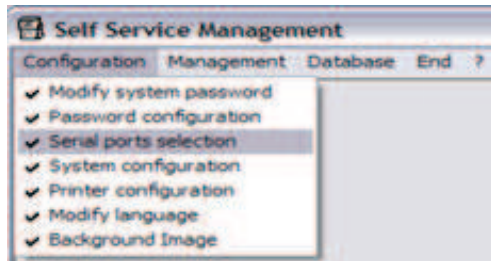 Self Service Management
Configuration Management Database End ?
Modify system password
Password configuration
Serial ports selection
System configuration
Printer configuration
Modify language
Background Image